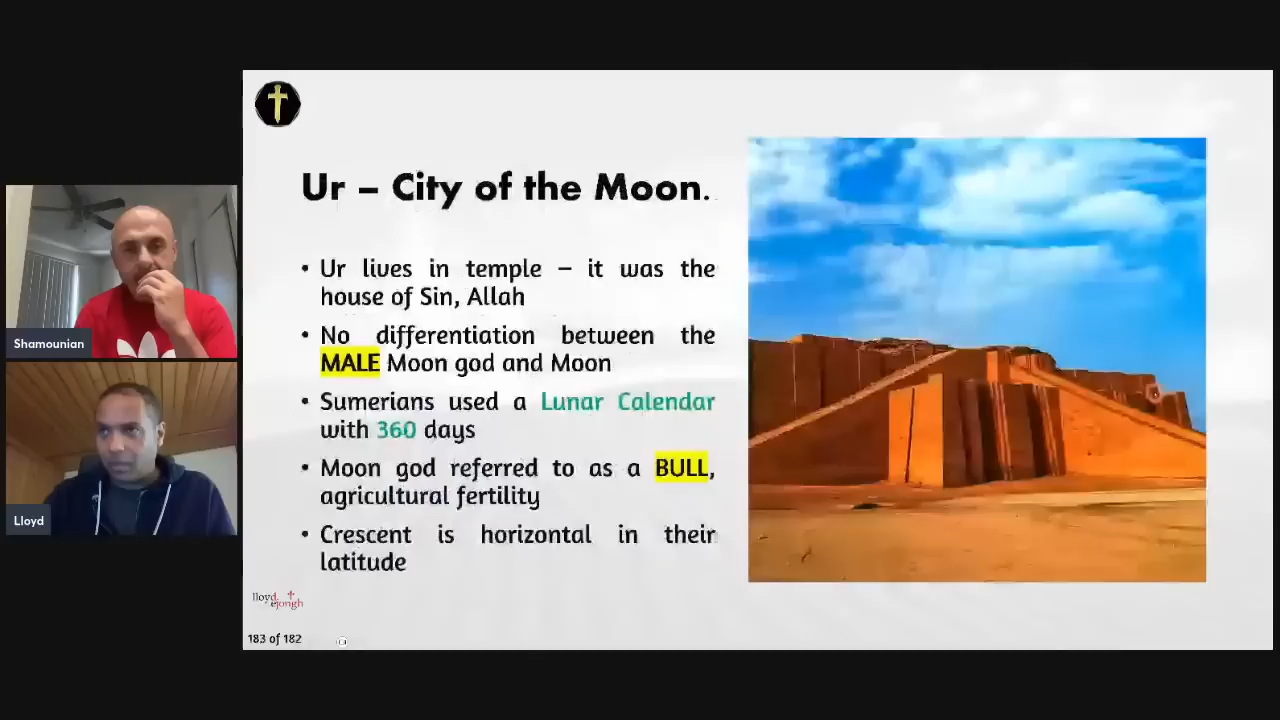 Ur – City of the Moon.
• Ur lives in temple – it was the
house of Sin, Allah
• No differentiation between the
MALE Moon god and Moon
• Sumerians used a Lunar Calendar
with 360 days
• Moon god referred to as a BULL,
agricultural fertility
• Crescent is horizontal in their
latitude
Shamounian
Lloyd
lloyd
dejongh
183 of 182